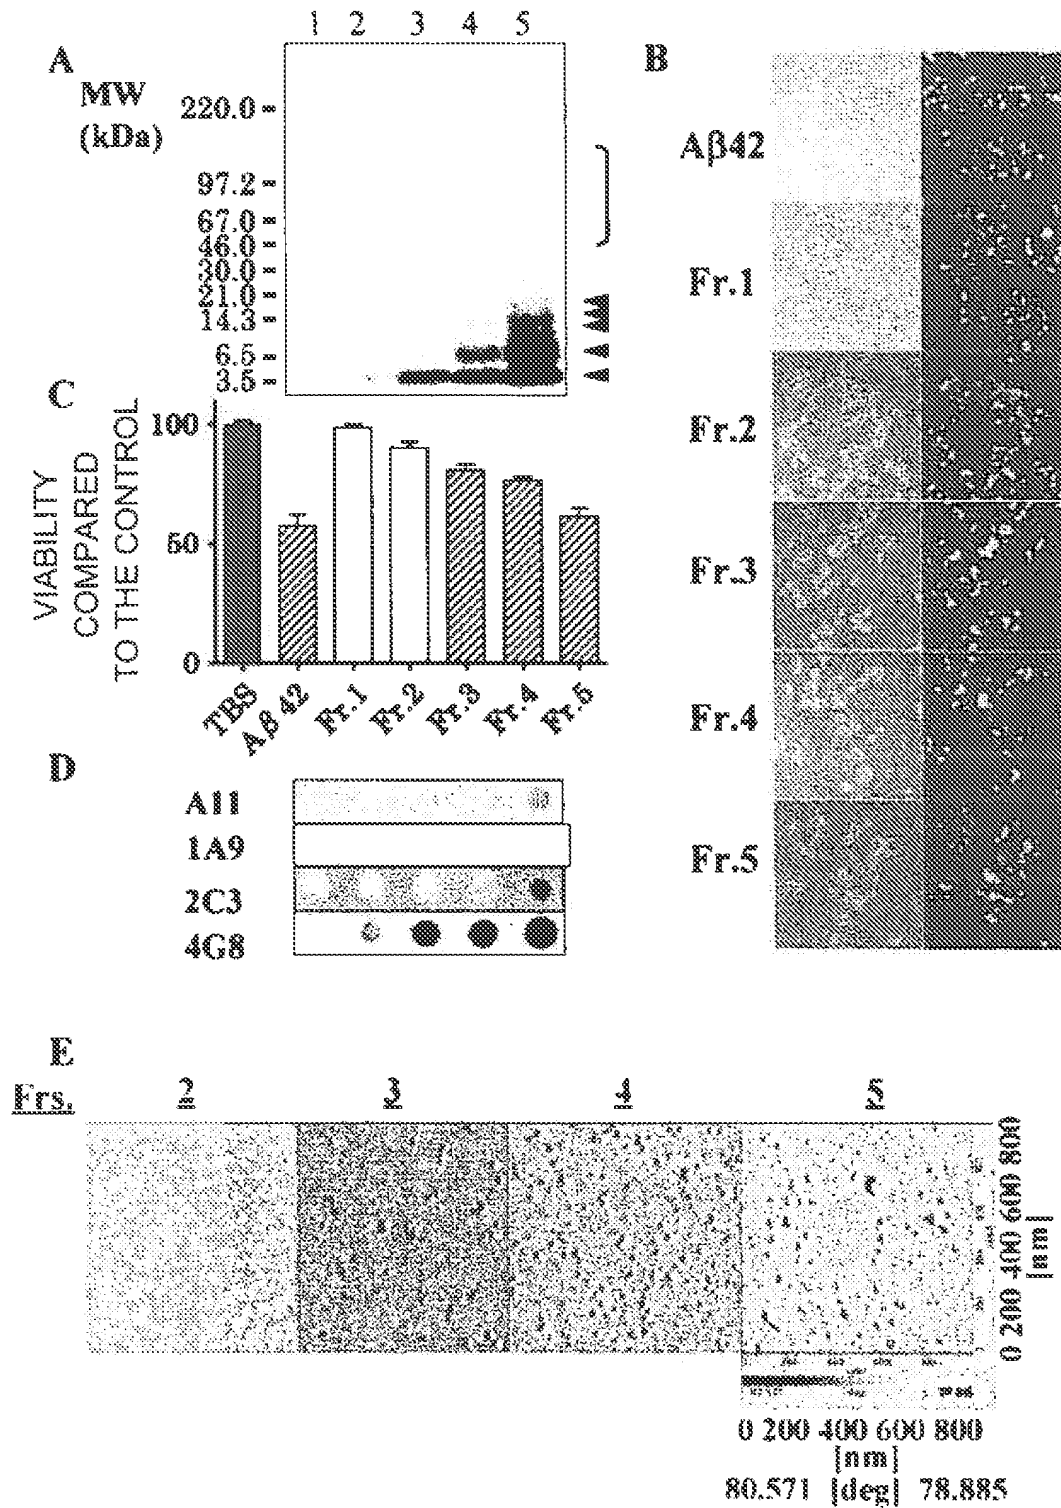 1 2 3 4 5
A
MW
(kDa)
220.0
97.2
67.0
46.0
30.0
21.0
14.3
6.5
3.5
B
Aβ42
Fr.1
Fr.2
Fr.3
Fr.4
Fr.5
C
VIABILITY
COMPARED
TO THE CONTROL
100
50
0
TBS
Aβ 42
Fr.1
Fr.2
Fr.3
Fr.4
Fr.5
D
A11
1A9
2C3
4G8
E
Frs. 2 3 4 5
0 200 400 600 800
[nm]
0 200 400 600 800
[nm]
80.571 [deg] 78.885